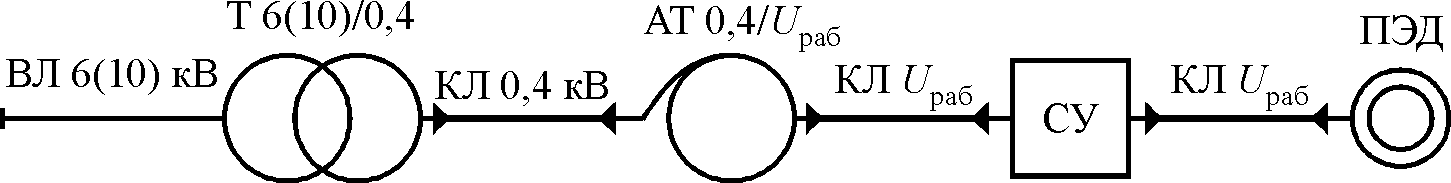 ВЛ 6(10) кВ
Т 6(10)/0,4
КЛ 0,4 кВ
АТ 0,4/Uраб
КЛ Uраб
СУ
КЛ Uраб
ПЭД